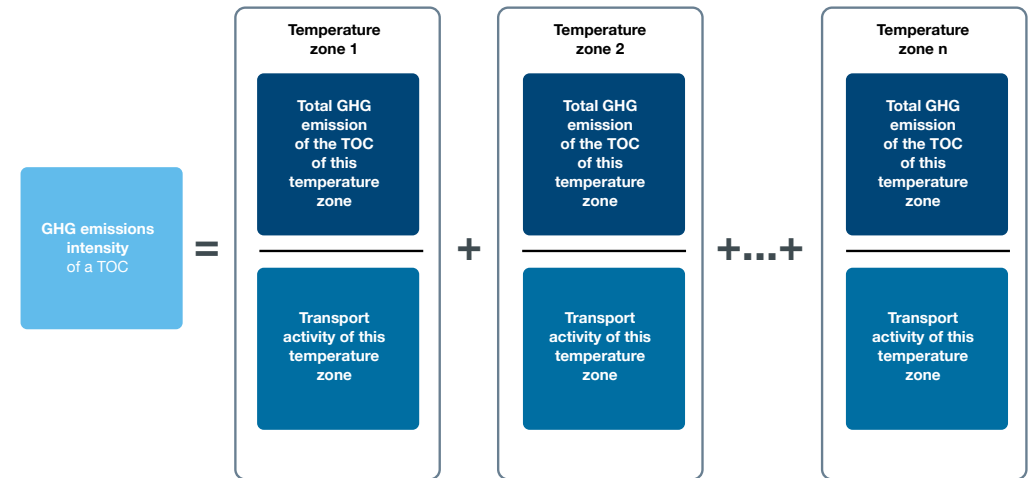 GHG emissions
intensity
of a TOC
=
Temperature
zone 1
Total GHG
emission
of the TOC
of this
temperature
zone
Transport
activity of this
temperature
zone
+
Temperature
zone 2
Total GHG
emission
of the TOC
of this
temperature
zone
Transport
activity of this
temperature
zone
+...+
Temperature
zone n
Total GHG
emission
of the TOC
of this
temperature
zone
Transport
activity of this
temperature
zone